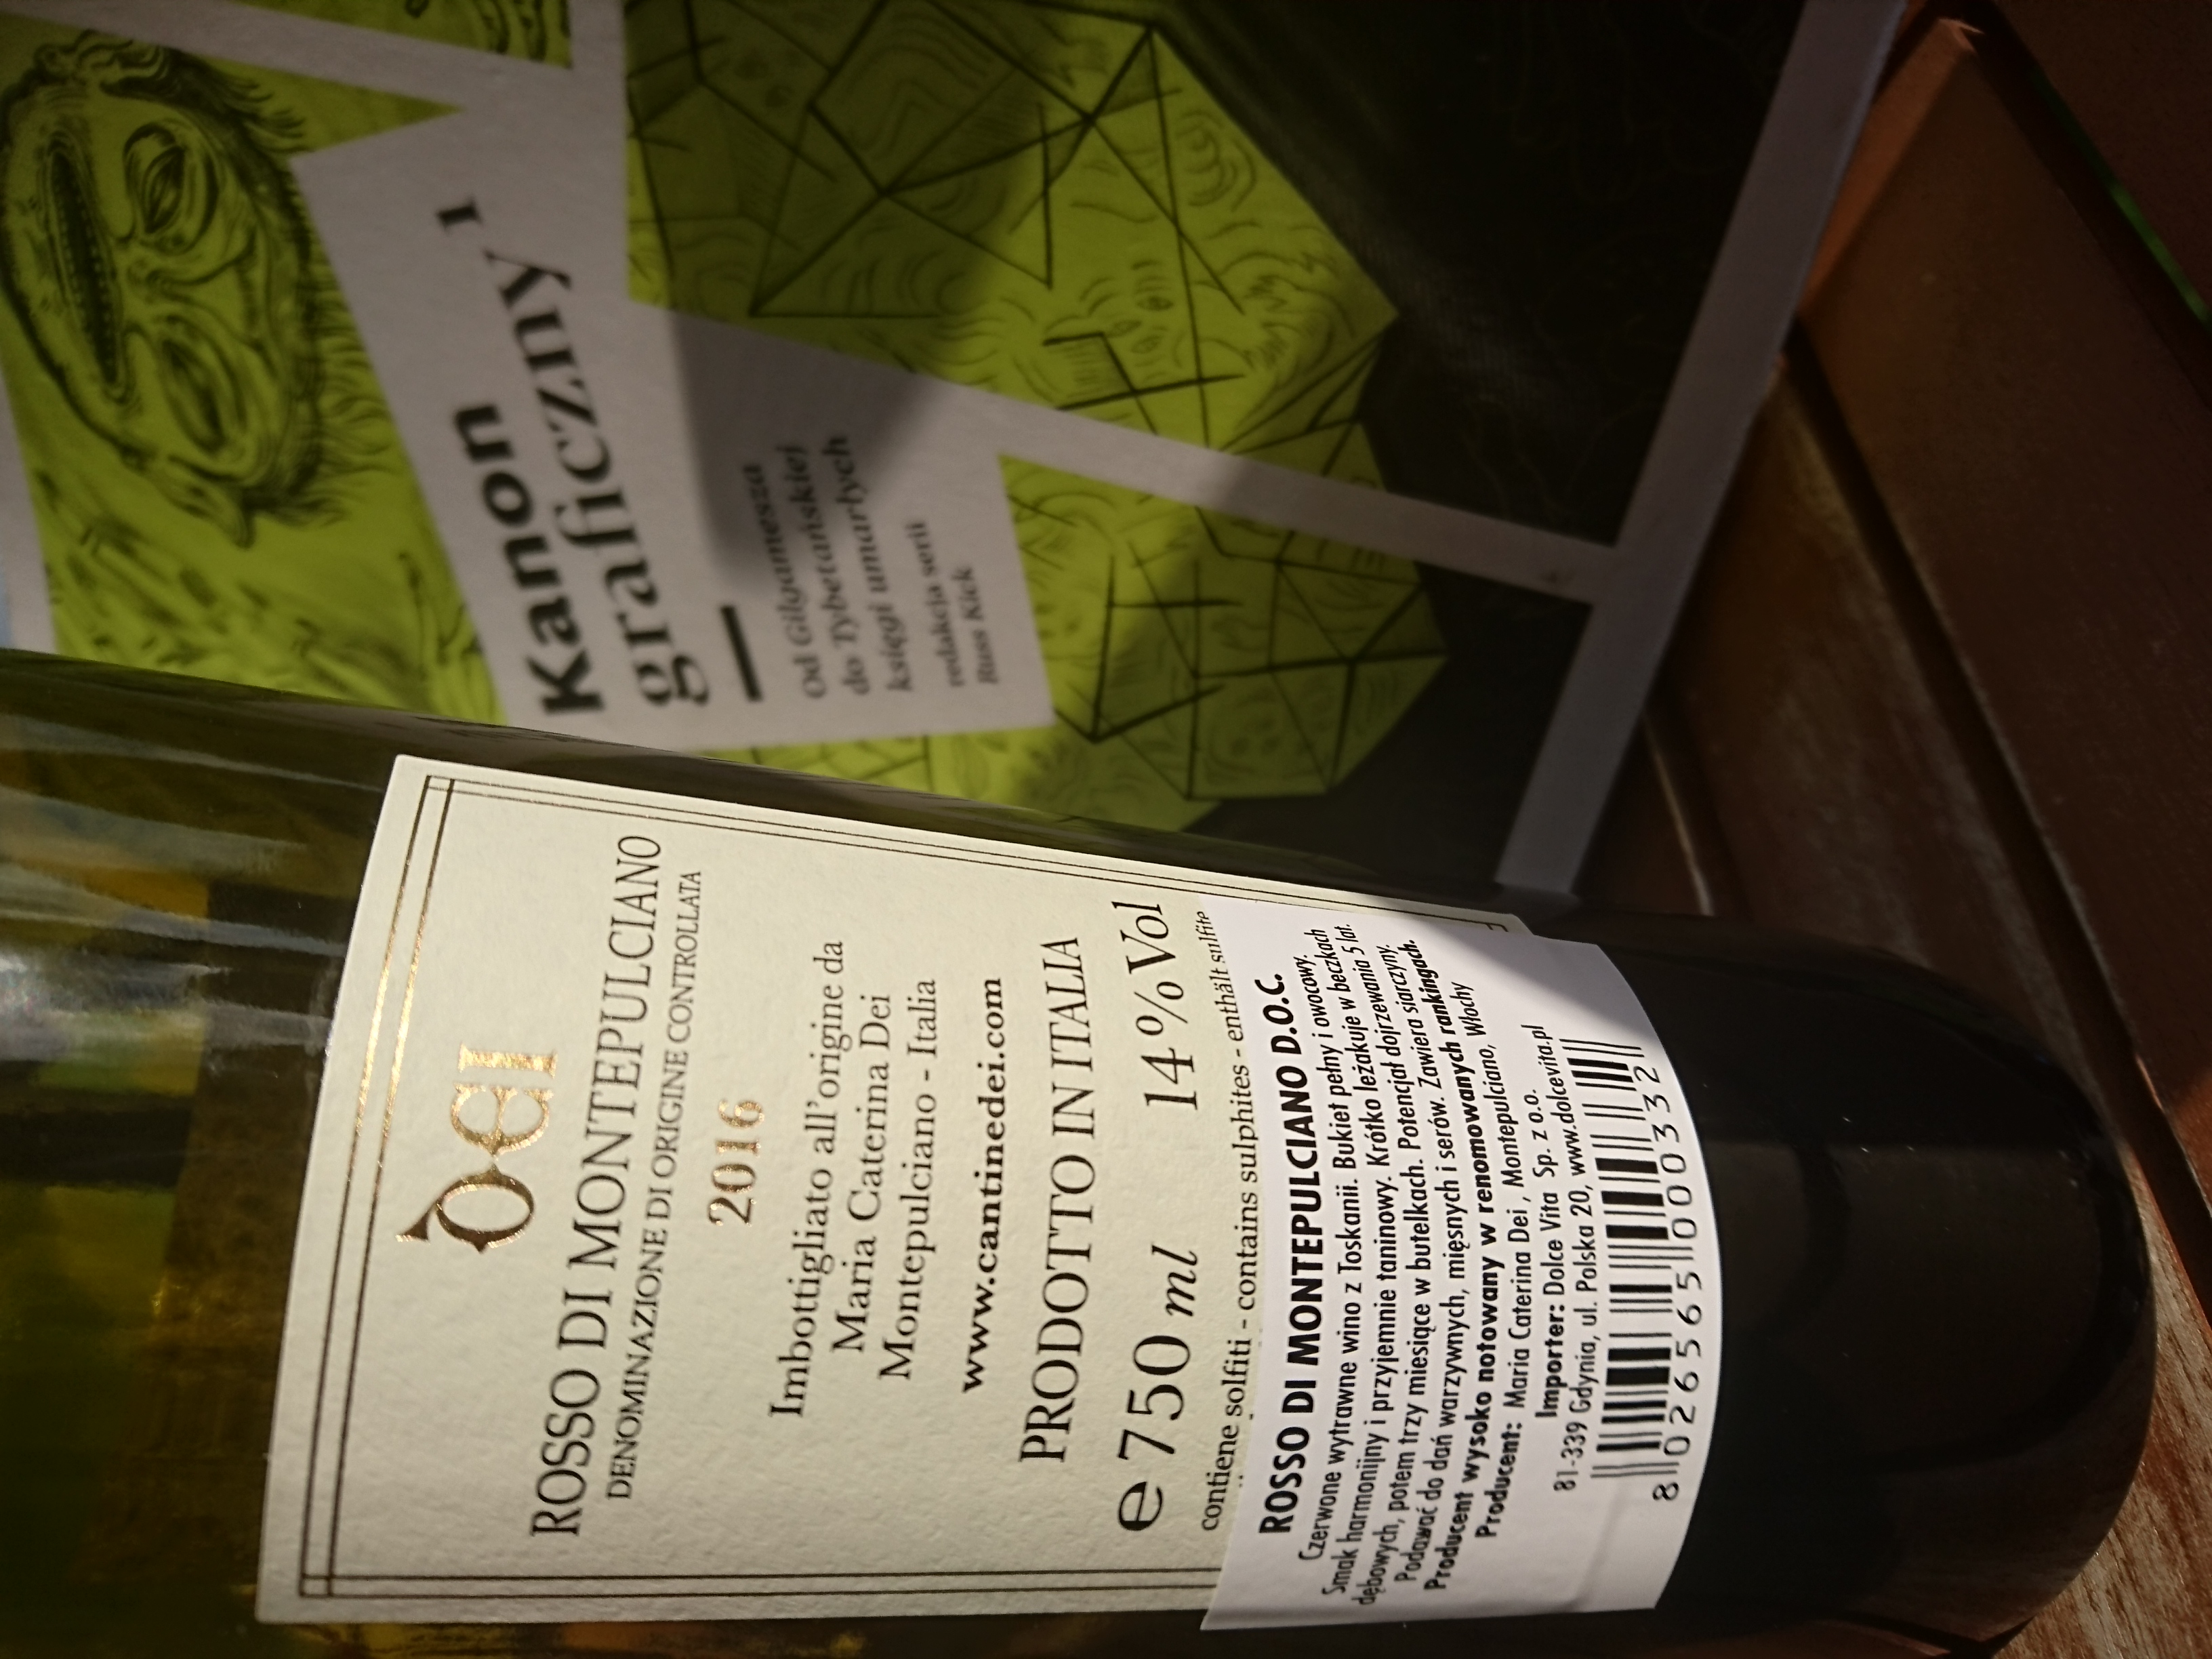 Kanon
graficzny 1
Od Gilgamesza
do Tybetańskiej
księgi umarłych
redakcja serii
Russ Kick
DEI
ROSSO DI MONTEPULCIANO
DENOMINAZIONE DI ORIGINE CONTROLLATA
2016
Imbottigliato all'origine da
Maria Caterina Dei
Montepulciano - Italia
www.cantinedei.com
PRODOTTO IN ITALIA
e 750 ml 14% Vol
contiene solfiti - contains sulphites - enthält sulfite
ROSSO DI MONTEPULCIANO D.O.C.
Czerwone wytrawne wino z Toskanii. Bukiet pełny i owocowy.
Smak harmonijny i przyjemnie taninowy. Krótko leżakuje w beczkach
dębowych, potem trzy miesiące w butelkach. Potencjał dojrzewania 5 lat.
Podawać do dań warzywnych, mięsnych i serów. Zawiera siarczyny.
Producent wysoko notowany w renomowanych rankingach.
Producent: Maria Caterina Dei , Montepulciano, Włochy
Importer: Dolce Vita Sp. z o.o.
81-339 Gdynia, ul. Polska 20, www.dolcevita.pl
8 026565 000332